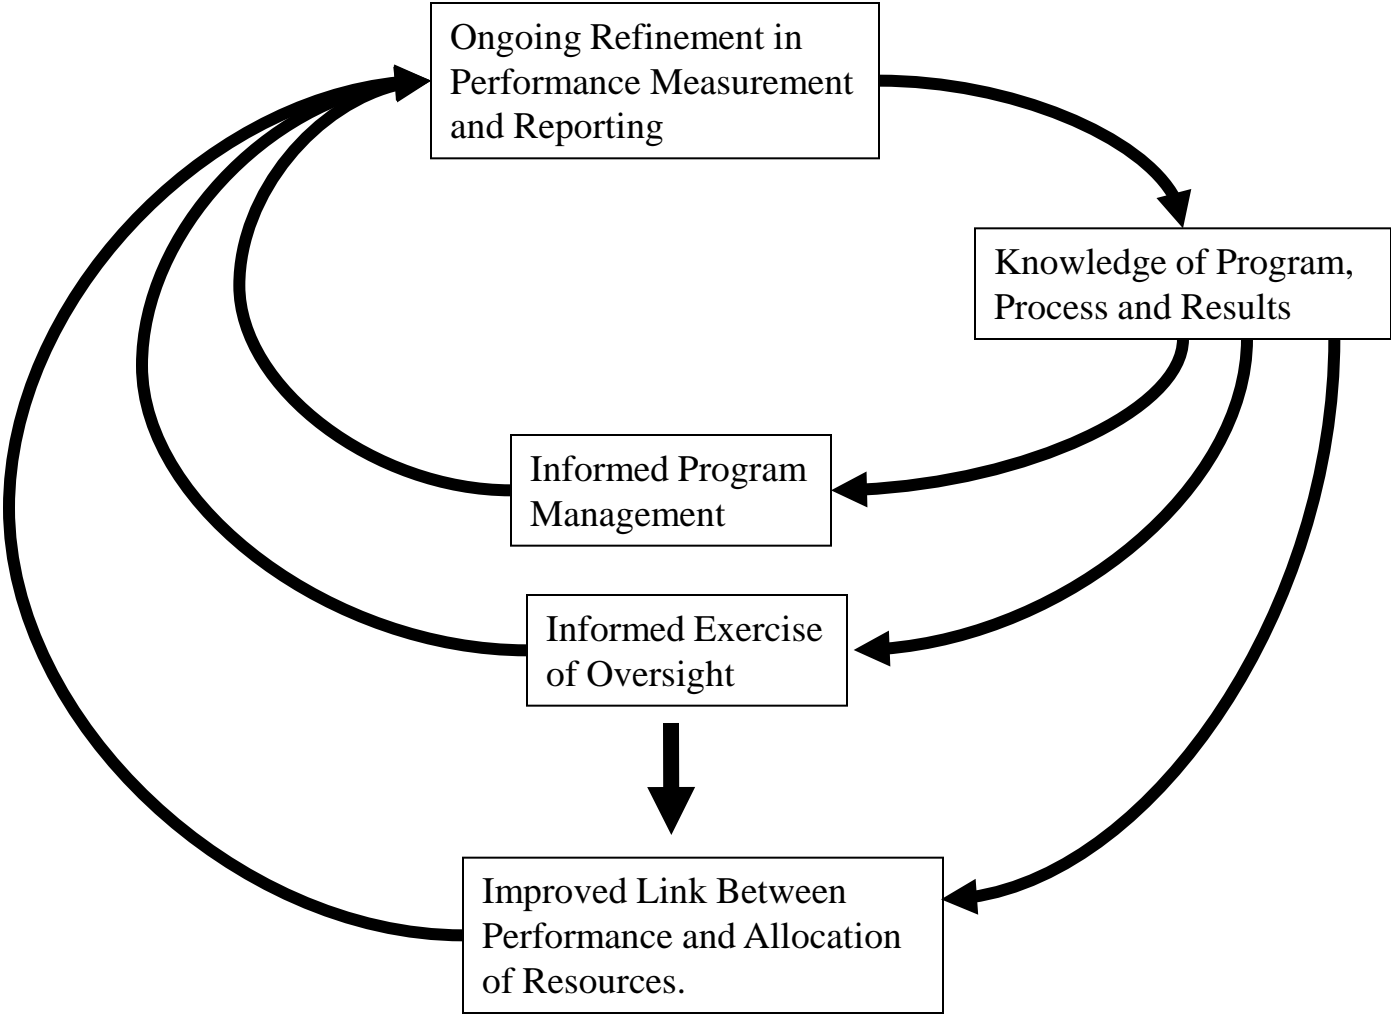 Ongoing Refinement in
Performance Measurement
and Reporting
Knowledge of Program,
Process and Results
Informed Program
Management
Informed Exercise
of Oversight
Improved Link Between
Performance and Allocation
of Resources.